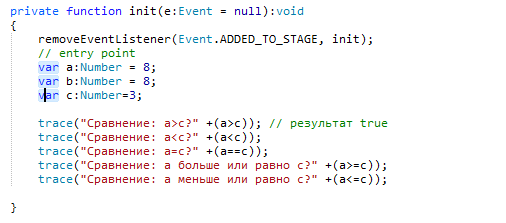 private function init(e:Event = null):void
{
removeEventListener(Event.ADDED_TO_STAGE, init);
// entry point
var a:Number = 8;
var b:Number = 8;
var c:Number=3;
trace("Сравнение: a>c?" +(a>c)); // результат true
trace("Сравнение: a<c?" +(a<c));
trace("Сравнение: a=c?" +(a==c));
trace("Сравнение: а больше или равно c?" +(a>=c));
trace("Сравнение: а меньше или равно c?" +(a<=c));
}